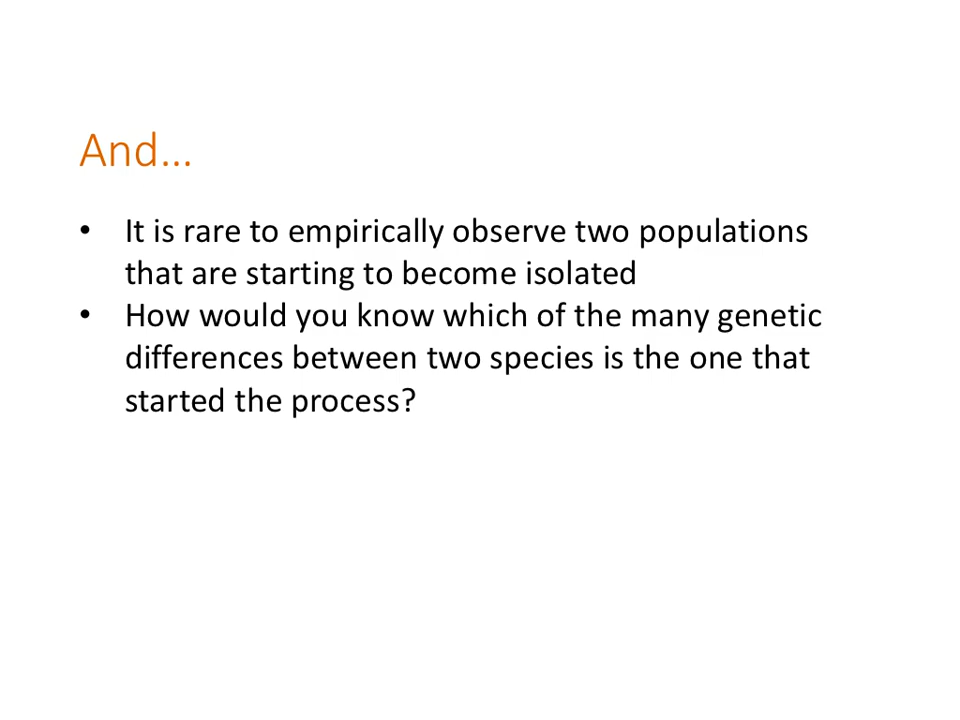 And…
• It is rare to empirically observe two populations
that are starting to become isolated
• How would you know which of the many genetic
differences between two species is the one that
started the process?